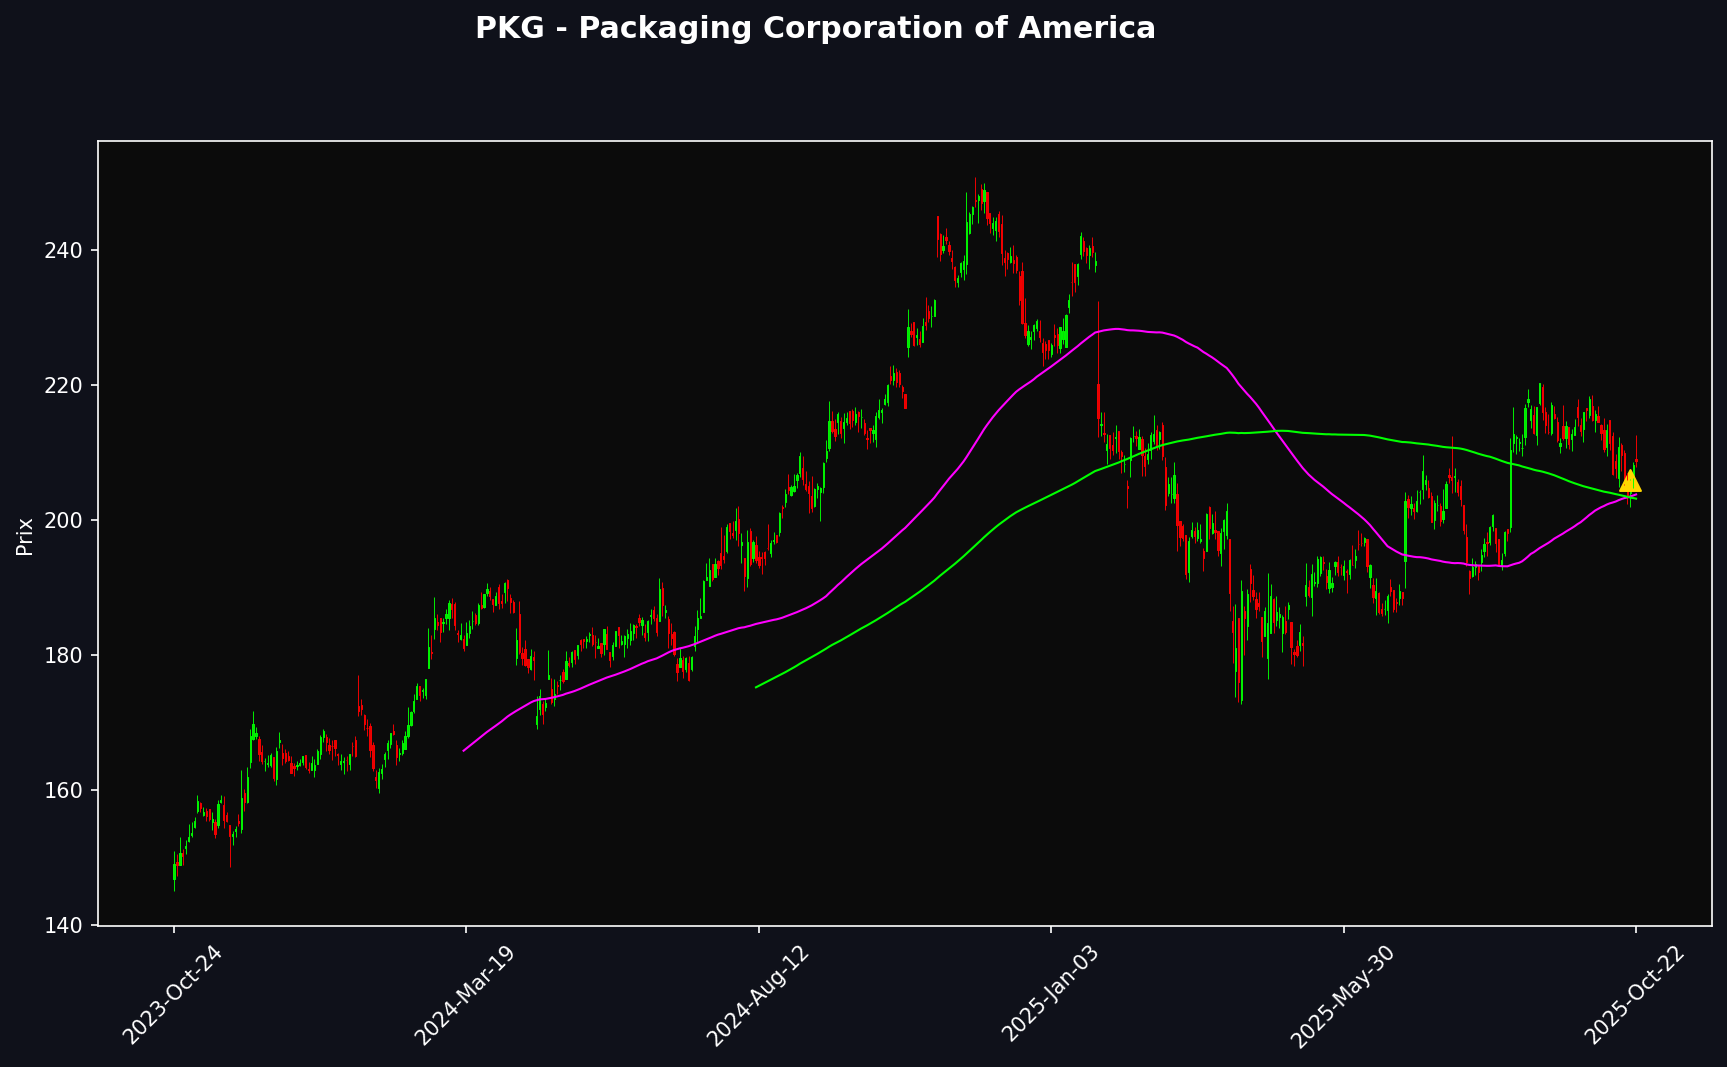 PKG - Packaging Corporation of America
Prix
240
220
200
180
160
140
2023-Oct-24
2024-Mar-19
2024-Aug-12
2025-Jan-03
2025-May-30
2025-Oct-22